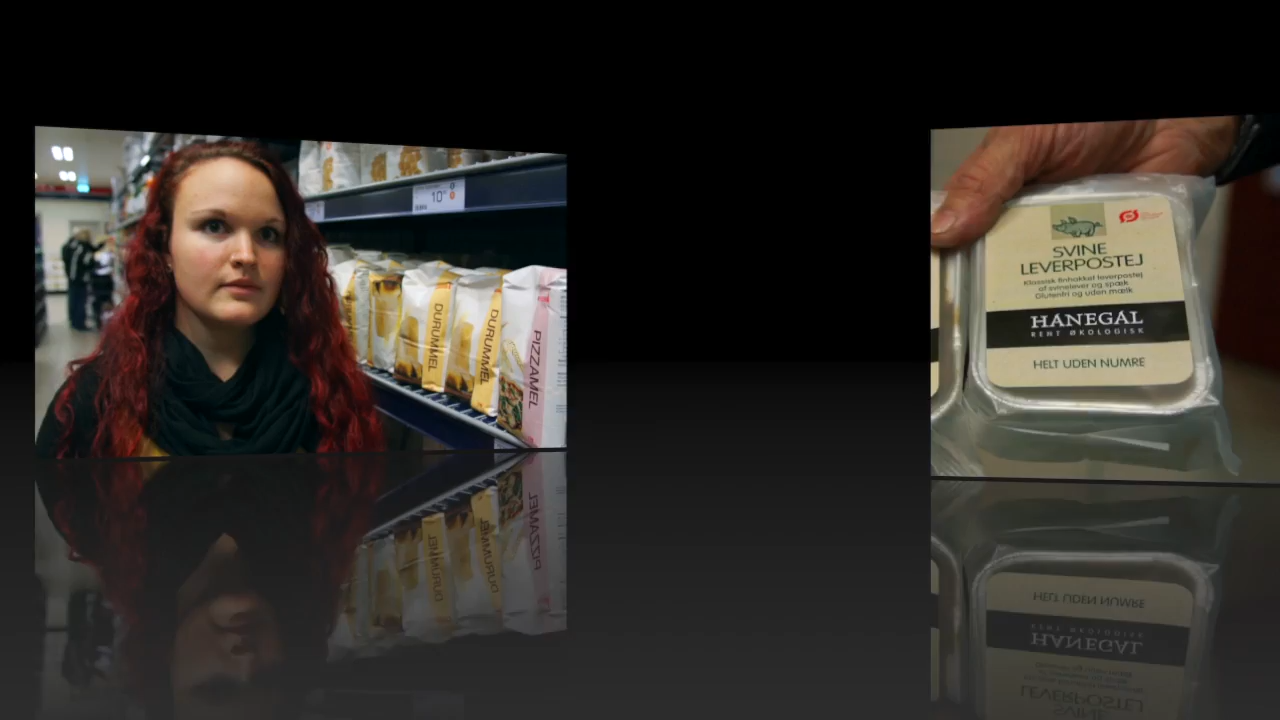 10
DURUMMEL
DURUMMEL
PIZZAMEL
SVINE
LEVERPOSTEJ
Klassisk finhakket leverpostej
af svinelever og spæk
Glutenfri og uden mælk
HANEGAL
RENT ØKOLOGISK
HELT UDEN NUMRE